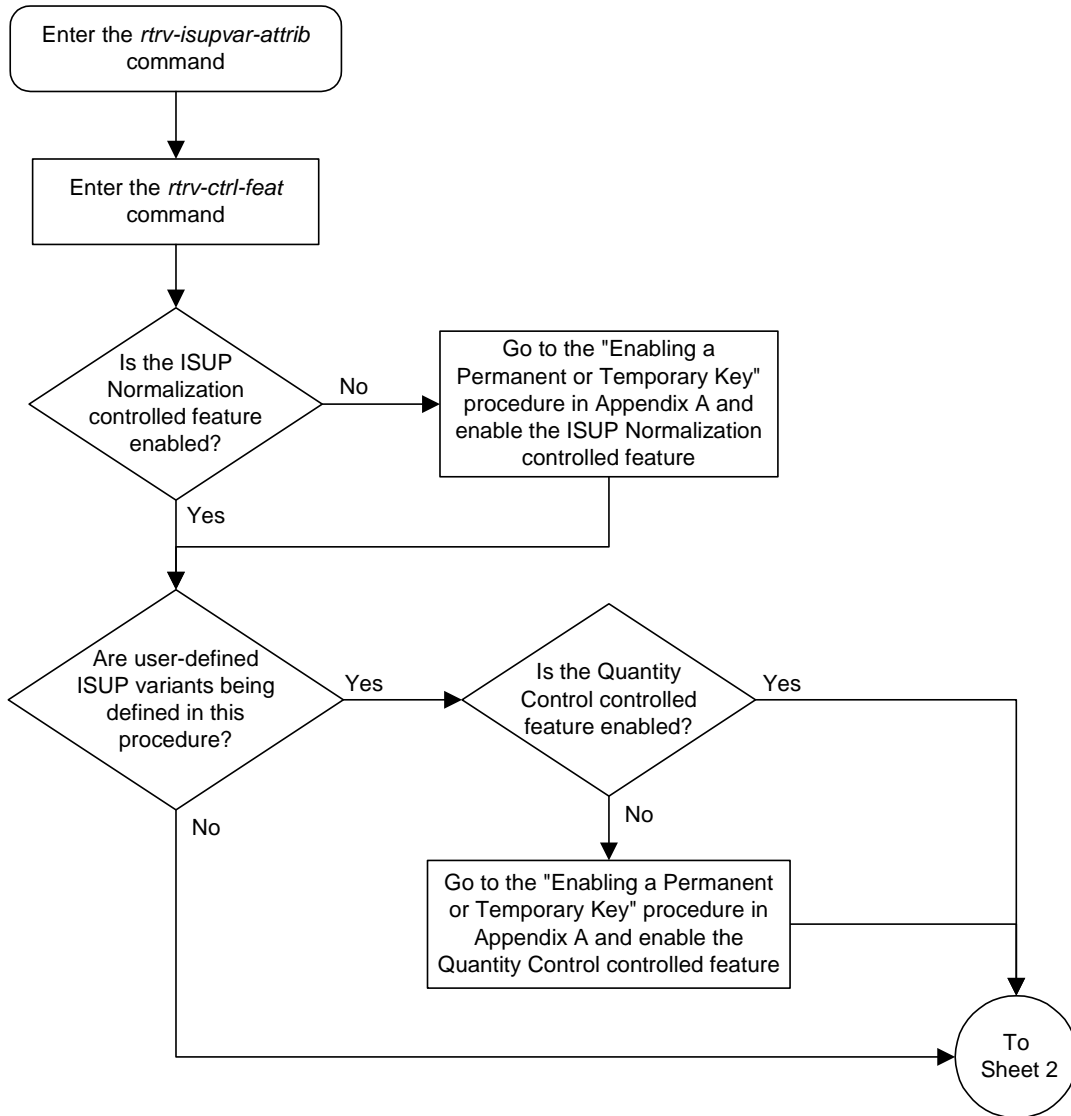 Enter the rtrv-isupvar-attrib
command
Enter the rtrv-ctrl-feat
command
Is the ISUP
Normalization
controlled feature
enabled?
No
Go to the "Enabling a
Permanent or Temporary Key"
procedure in Appendix A and
enable the ISUP Normalization
controlled feature
Yes
Are user-defined
ISUP variants being
defined in this
procedure?
Yes
Is the Quantity
Control controlled
feature enabled?
Yes
No
No
Go to the "Enabling a Permanent
or Temporary Key" procedure in
Appendix A and enable the
Quantity Control controlled feature
To
Sheet 2